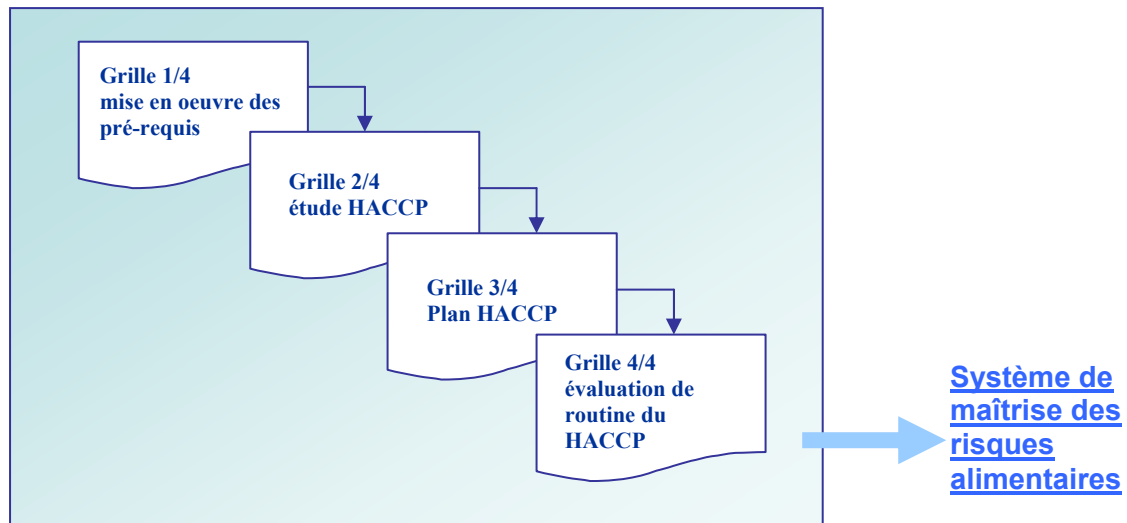 Grille 1/4
mise en oeuvre des
pré-requis
Grille 2/4
étude HACCP
Grille 3/4
Plan HACCP
Grille 4/4
évaluation de
routine du
HACCP
Système de
maîtrise des
risques
alimentaires